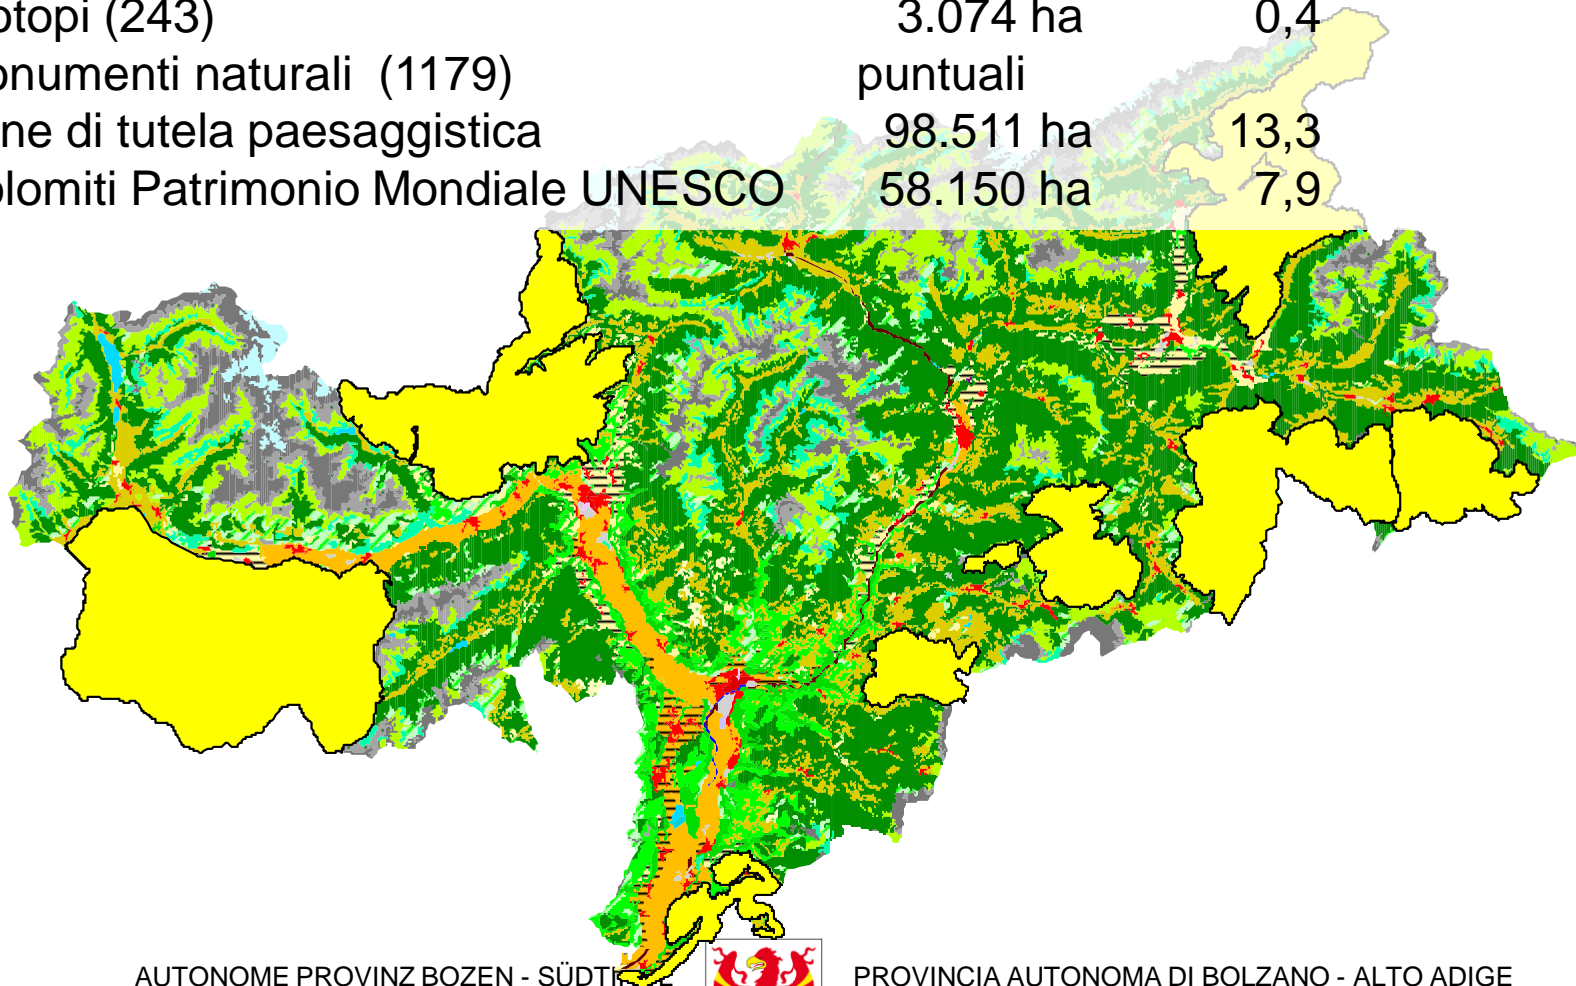 otopi (243) 3.074 ha 0,4
onumenti naturali (1179) puntuali
ne di tutela paesaggistica 98.511 ha 13,3
olomiti Patrimonio Mondiale UNESCO 58.150 ha 7,9
AUTONOME PROVINZ BOZEN - SÜDTIROL PROVINCIA AUTONOMA DI BOLZANO - ALTO ADIGE